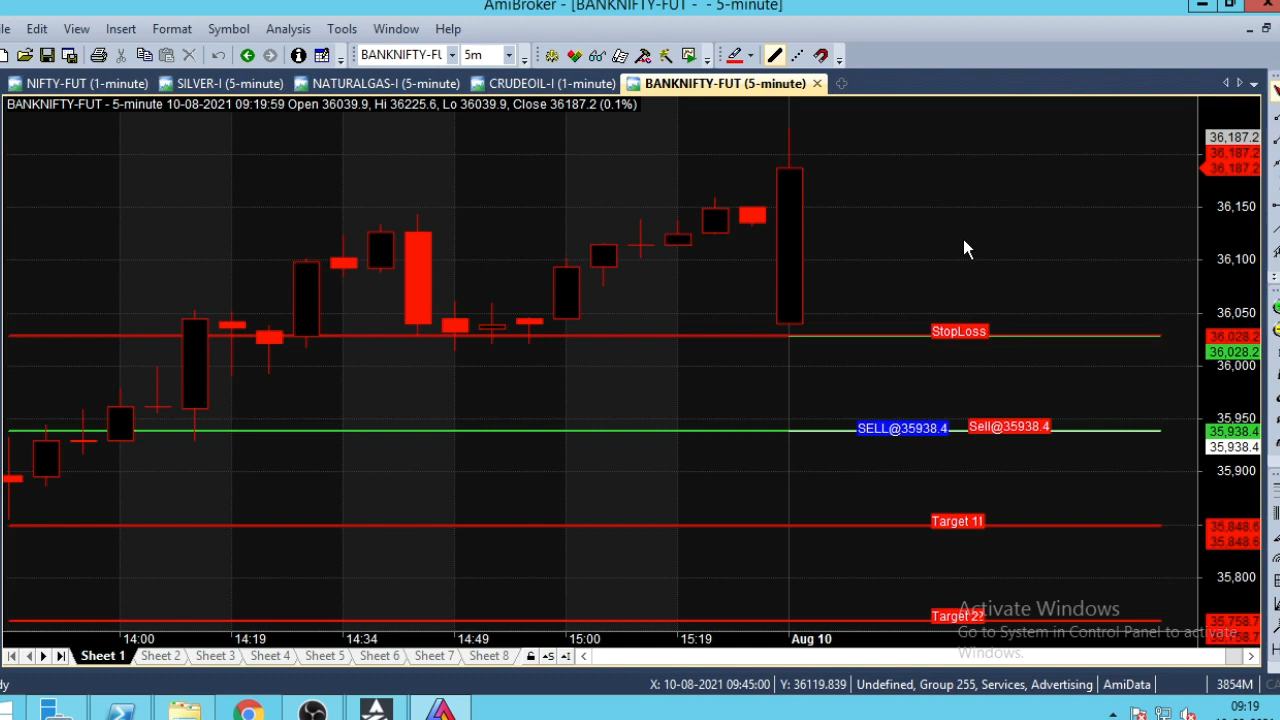 AmiBroker - [BANKNIFTY-FUT - - 5-minute]
Edit View Insert Format Symbol Analysis Tools Window Help
BANKNIFTY-FU 5m
NIFTY-FUT (1-minute) SILVER-I (5-minute) NATURALGAS-I (5-minute) CRUDEOIL-I (1-minute) BANKNIFTY-FUT (5-minute)
BANKNIFTY-FUT - 5-minute 10-08-2021 09:19:59 Open 36039.9, Hi 36225.6, Lo 36039.9, Close 36187.2 (0.1%)
36,187.2
36,187.2
36,187.2
36,150
36,100
36,050
StopLoss
36,028.2
36,028.2
36,000
35,950
SELL@35938.4 Sell@35938.4
35,938.4
35,938.4
35,900
Target 11
35,848.6
35,848.6
35,800
Activate Windows
Target 22
35,758.7
Go to System in Control Panel to activate
Windows.
35,758.7
14:00 14:19 14:34 14:49 15:00 15:19 Aug 10
Sheet 1 Sheet 2 Sheet 3 Sheet 4 Sheet 5 Sheet 6 Sheet 7 Sheet 8
X: 10-08-2021 09:45:00 Y: 36119.839 Undefined, Group 255, Services, Advertising AmiData 3854M
09:19